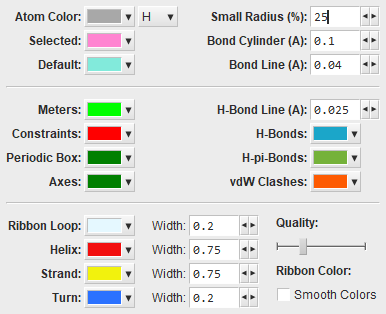 Atom Color: H Small Radius (%): 25
Selected: Bond Cylinder (A): 0.1
Default: Bond Line (A): 0.04
Meters: H-Bond Line (A): 0.025
Constraints: H-Bonds:
Periodic Box: H-pi-Bonds:
Axes: vdW Clashes:
Ribbon Loop: Width: 0.2 Quality:
Helix: Width: 0.75
Strand: Width: 0.75 Ribbon Color:
Turn: Width: 0.2 Smooth Colors